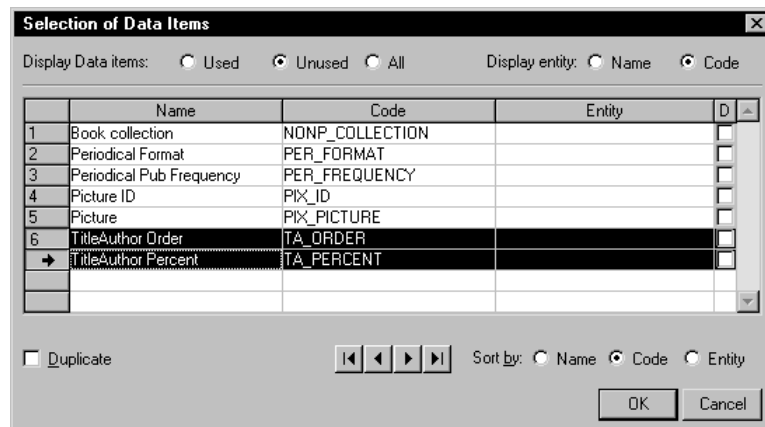 Selection of Data Items
Display Data items: Used Unused All Display entity: Name Code
Name Code Entity D
1 Book collection NONP_COLLECTION
2 Periodical Format PER_FORMAT
3 Periodical Pub Frequency PER_FREQUENCY
4 Picture ID PIX_ID
5 Picture PIX_PICTURE
6 TitleAuthor Order TA_ORDER
TitleAuthor Percent TA_PERCENT
Duplicate Sort by: Name Code Entity
OK Cancel